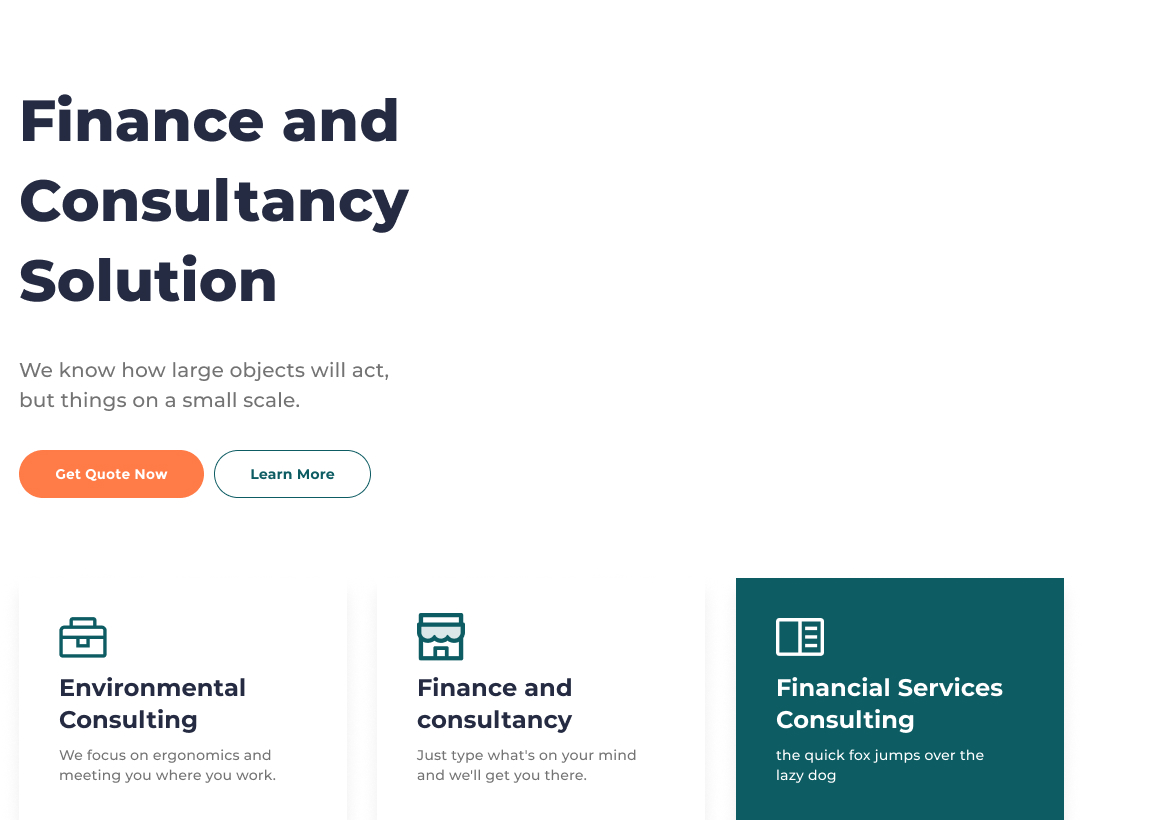 Finance and
Consultancy
Solution
We know how large objects will act,
but things on a small scale.
Get Quote Now
Learn More
Environmental
Consulting
We focus on ergonomics and
meeting you where you work.
Finance and
consultancy
Just type what's on your mind
and we'll get you there.
Financial Services
Consulting
the quick fox jumps over the
lazy dog